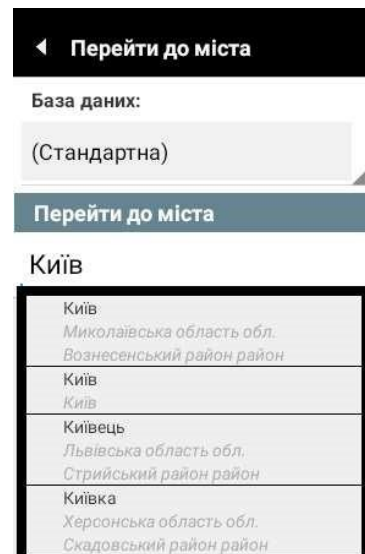 Перейти до міста
База даних:
(Стандартна)
Перейти до міста
Київ
Київ
Миколаївська область обл.
Вознесенський район район
Київ
Київ
Київець
Львівська область обл.
Стрийський район район
Київка
Херсонська область обл.
Скадовський район район